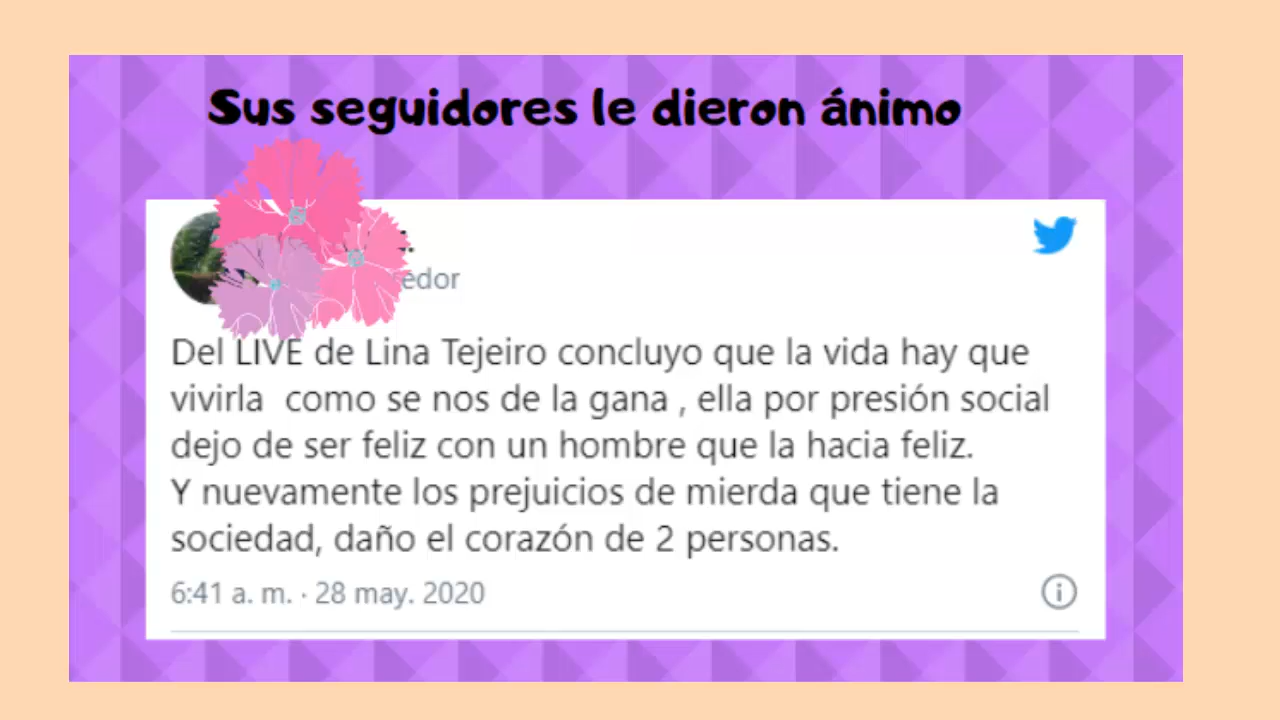 Sus seguidores le dieron ánimo
edor
Del LIVE de Lina Tejeiro concluyo que la vida hay que
vivirla  como se nos de la gana , ella por presión social
dejo de ser feliz con un hombre que la hacia feliz.
Y nuevamente los prejuicios de mierda que tiene la
sociedad, daño el corazón de 2 personas.
6:41 a. m. · 28 may. 2020